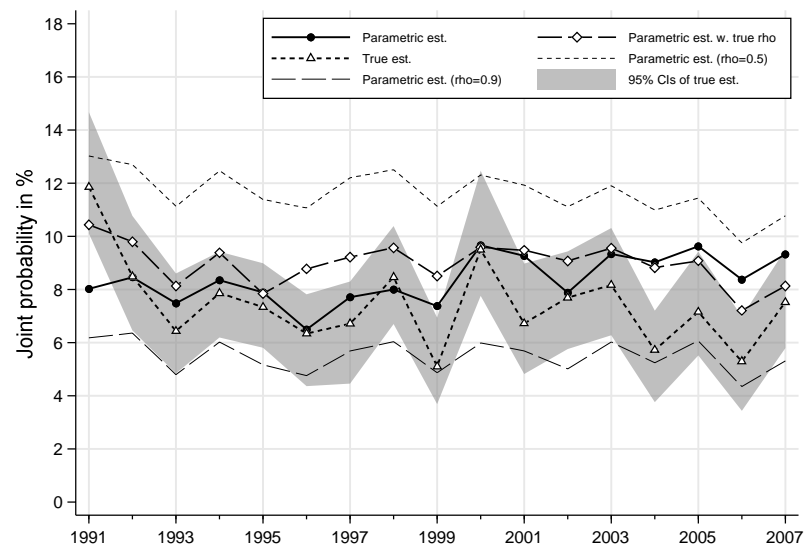 Parametric est.
Parametric est. w. true rho
True est.
Parametric est. (rho=0.5)
Parametric est. (rho=0.9)
95% CIs of true est.
Joint probability in %
18
16
14
12
10
8
6
4
2
0
1991 1993 1995 1997 1999 2001 2003 2005 2007